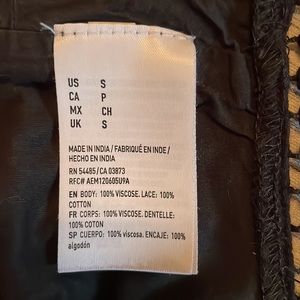 US S
CA P
MX CH
UK S
MADE IN INDIA / FABRIQUÉ EN INDE /
HECHO EN INDIA
RN 54485/CA 03873
RFC# AEM120605U9A
EN BODY: 100% VISCOSE. LACE: 100%
COTTON
FR CORPS: 100% VISCOSE. DENTELLE:
100% COTON
SP CUERPO: 100% viscosa. ENCAJE: 100%
algodón